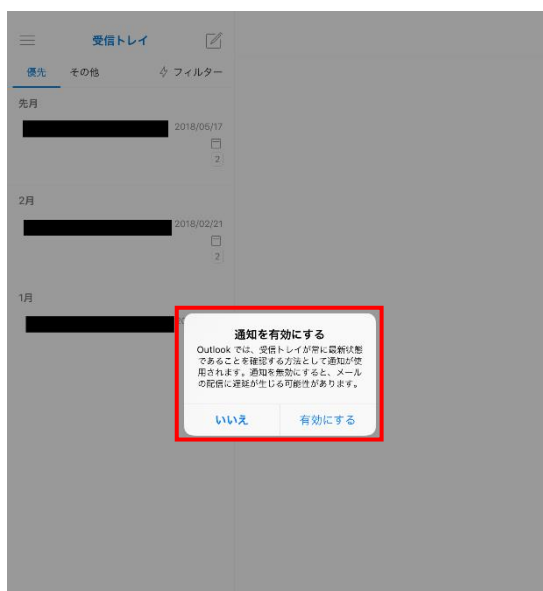 受信トレイ
優先 その他 フィルター
先月
2018/05/17
2
2月
2018/02/21
2
1月
通知を有効にする
Outlook では、受信トレイが常に最新状態
であることを確認する方法として通知が使
用されます。通知を無効にすると、メール
の配信に遅延が生じる可能性があります。
いいえ 有効にする